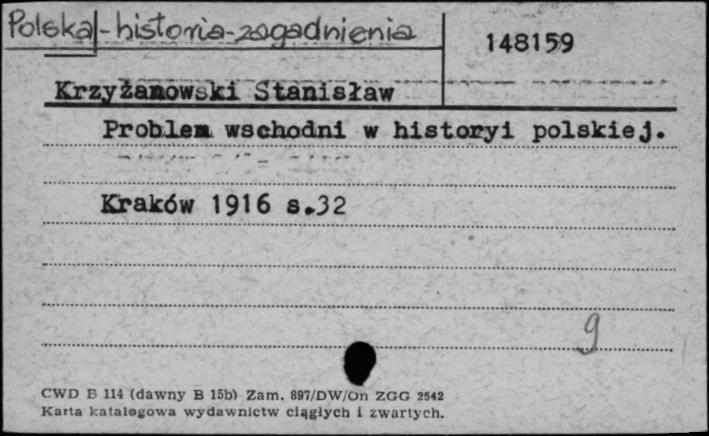 Polska - historia - zagadnienia
148159
Krzyżanowski Stanisław
Problem wschodni w historyi polskiej.
Kraków 1916 s.32
9
CWD B 114 (dawny B 15b) Zam. 897/DW/On ZGG 2542
Karta katalogowa wydawnictw ciągłych i zwartych.